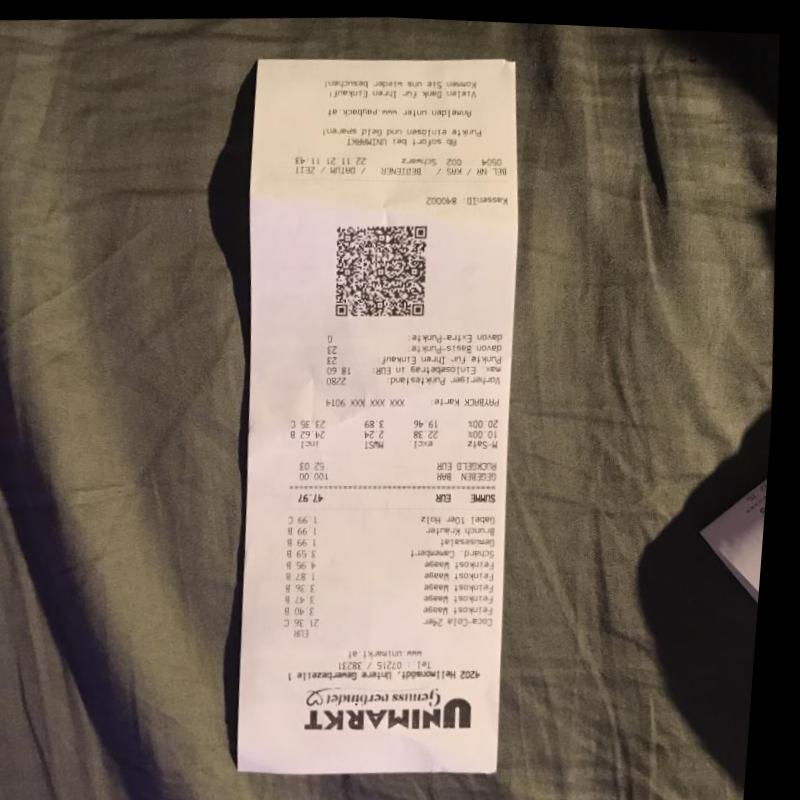 UNIMARKT
Genuss verbindet
4202 Hellmonsödt, Untere Gewerbezeile 1
Tel.: 07215 / 38231
www.unimarkt.at
EUR
Coca-Cola 24er 21.36 C
Feinkost Waage 3.40 B
Feinkost Waage 3.47 B
Feinkost Waage 3.36 B
Feinkost Waage 1.87 B
Feinkost Waage 4.95 B
Schärd. Camembert 3.59 B
Gemüsesalat 1.99 B
Brunch Kräuter 1.99 B
Gabel 10er Holz 1.99 C
SUMME EUR 47.97
GEGEBEN BAR 100.00
RÜCKGELD EUR 52.03
M-Satz excl MWST incl
10.00% 22.38 2.24 24.62 B
20.00% 19.46 3.89 23.35 C
PAYBACK Karte: XXX XXX XXX 9014
Vorheriger Punktestand: 2280
max. Einlösebetrag in EUR: 18.60
Punkte für Ihren Einkauf: 23
davon Basis-Punkte: 23
davon Extra-Punkte: 0
KassenID: 840002
BEL NR / KAS / BEDIENER / DATUM / ZEIT
0504 002 Schwarz 22.11.21 11:43
Ab sofort bei UNIMARKT
Punkte einlösen und Geld sparen!
Anmelden unter www.Payback.at
Vielen Dank für Ihren Einkauf!
Kommen Sie uns wieder besuchen!